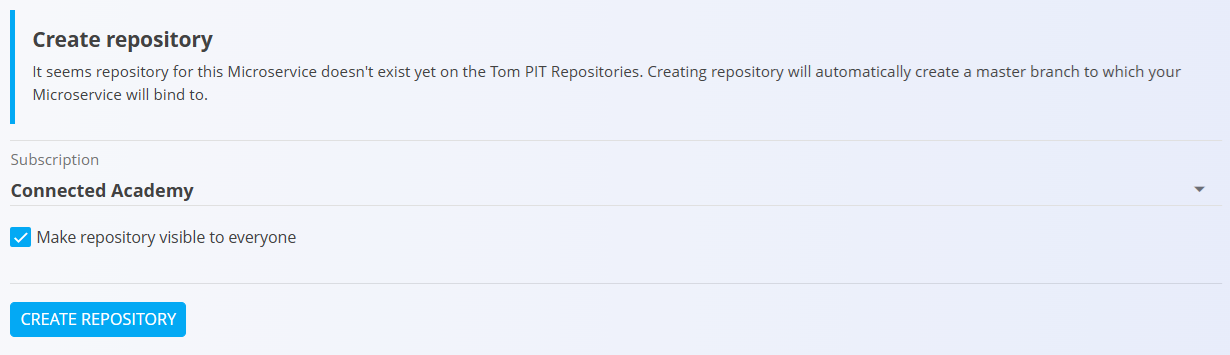 Create repository
It seems repository for this Microservice doesn't exist yet on the Tom PIT Repositories. Creating repository will automatically create a master branch to which your
Microservice will bind to.
Subscription
Connected Academy
Make repository visible to everyone
CREATE REPOSITORY